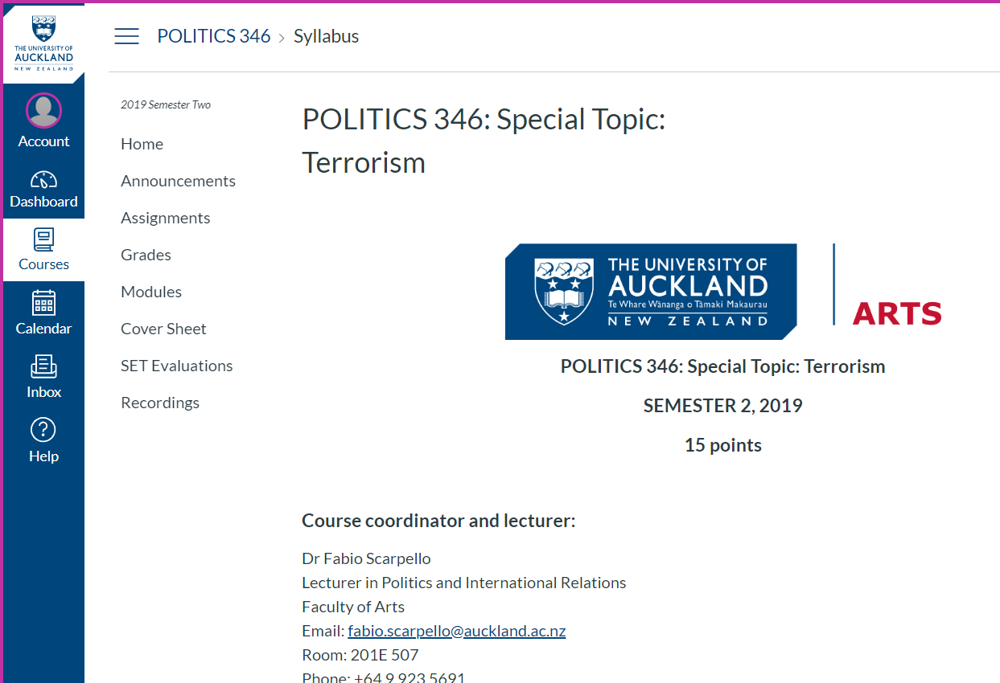 THE UNIVERSITY OF
AUCKLAND
NEW ZEALAND
Account
Dashboard
Courses
Calendar
Inbox
Help
POLITICS 346 › Syllabus
2019 Semester Two
Home
Announcements
Assignments
Grades
Modules
Cover Sheet
SET Evaluations
Recordings
POLITICS 346: Special Topic:
Terrorism
THE UNIVERSITY OF
AUCKLAND
Te Whare Wānanga o Tāmaki Makaurau
NEW ZEALAND
ARTS
POLITICS 346: Special Topic: Terrorism
SEMESTER 2, 2019
15 points
Course coordinator and lecturer:
Dr Fabio Scarpello
Lecturer in Politics and International Relations
Faculty of Arts
Email: fabio.scarpello@auckland.ac.nz
Room: 201E 507
Phone: +64 9 923 5691